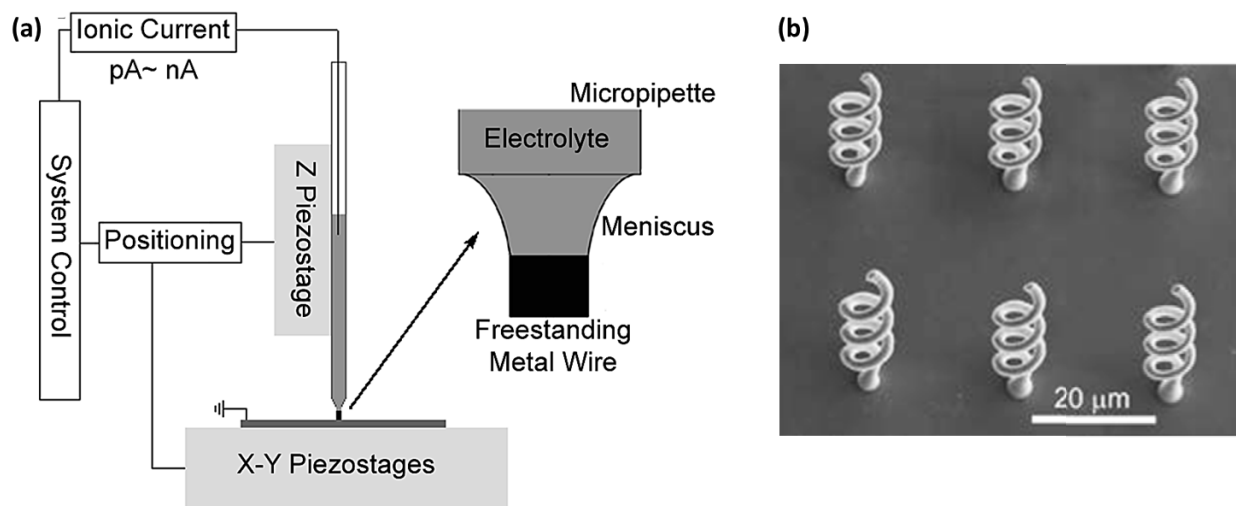 (a)
Ionic Current
pA~ nA
System Control
Positioning
Z Piezostage
X-Y Piezostages
Micropipette
Electrolyte
Meniscus
Freestanding
Metal Wire
(b)
20 μm